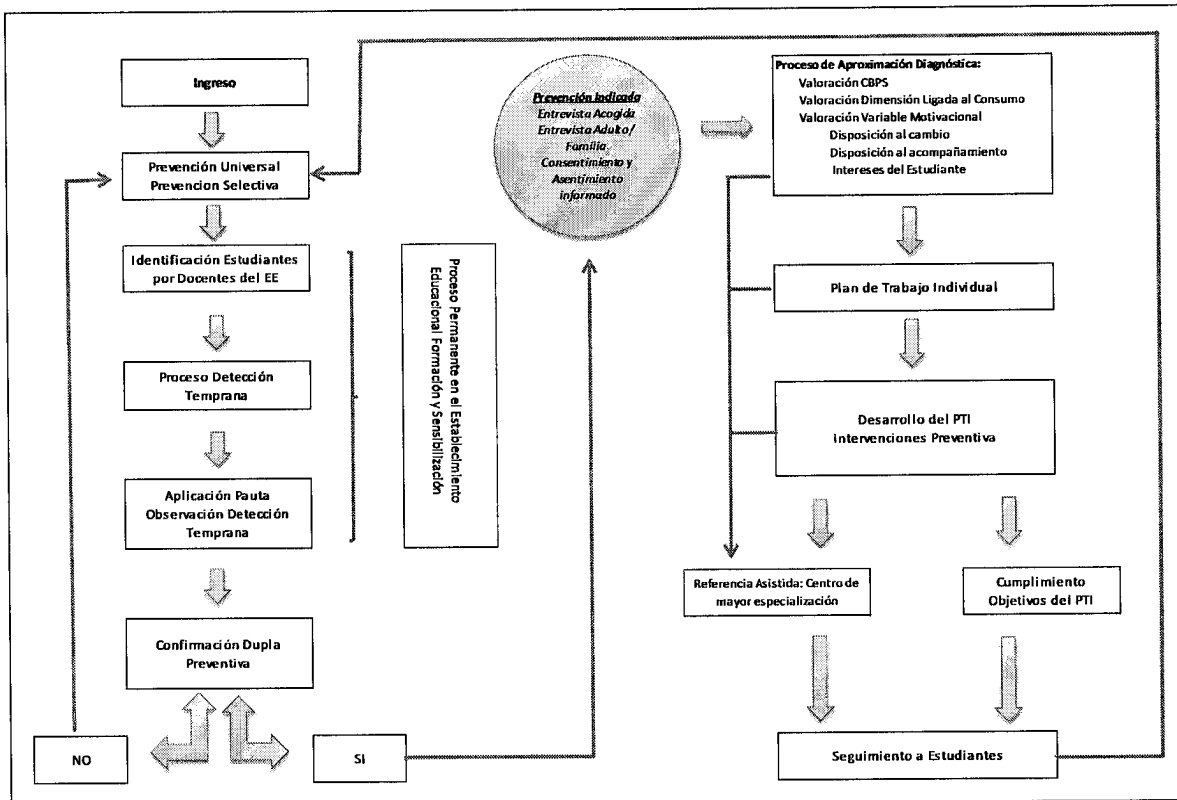 Ingreso
Prevención Universal
Prevencion Selectiva
Identificación Estudiantes
por Docentes del EE
Proceso Detección
Temprana
Aplicación Pauta
Observación Detección
Temprana
Confirmación Dupla
Preventiva
NO
SI
Proceso Permanente en el Establecimiento
Educacional Formación y Sensibilización
Prevención Indicada
Entrevista Acogida
Entrevista Adulto/
Familia
Consentimiento y
Asentimiento
informado
Proceso de Aproximación Diagnóstica:
Valoración CBPS
Valoración Dimensión Ligada al Consumo
Valoración Variable Motivacional
Disposición al cambio
Disposición al acompañamiento
Intereses del Estudiante
Plan de Trabajo Individual
Desarrollo del PTI
Intervenciones Preventiva
Referencia Asistida: Centro de
mayor especialización
Cumplimiento
Objetivos del PTI
Seguimiento a Estudiantes